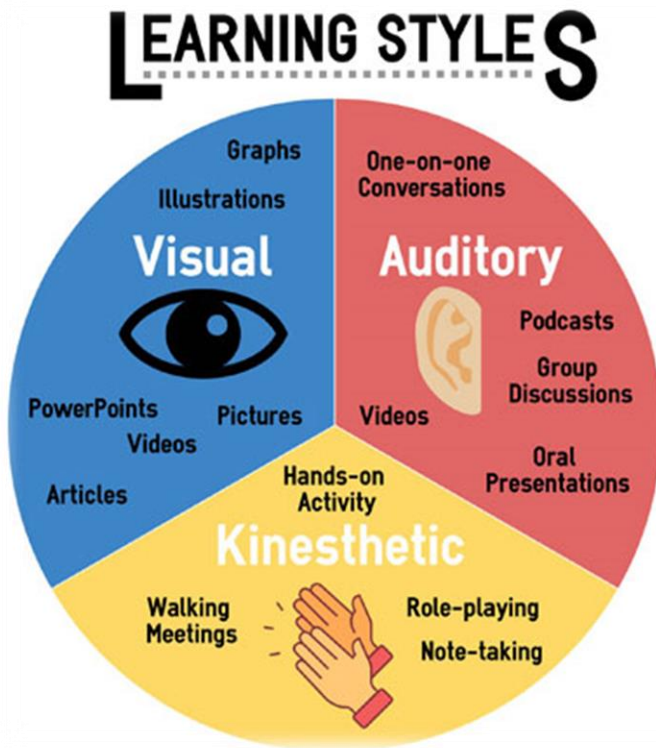 LEARNING STYLES
Graphs
Illustrations
Visual
PowerPoints
Pictures
Videos
Articles
One-on-one
Conversations
Auditory
Podcasts
Group
Discussions
Videos
Oral
Presentations
Hands-on
Activity
Kinesthetic
Walking
Meetings
Role-playing
Note-taking